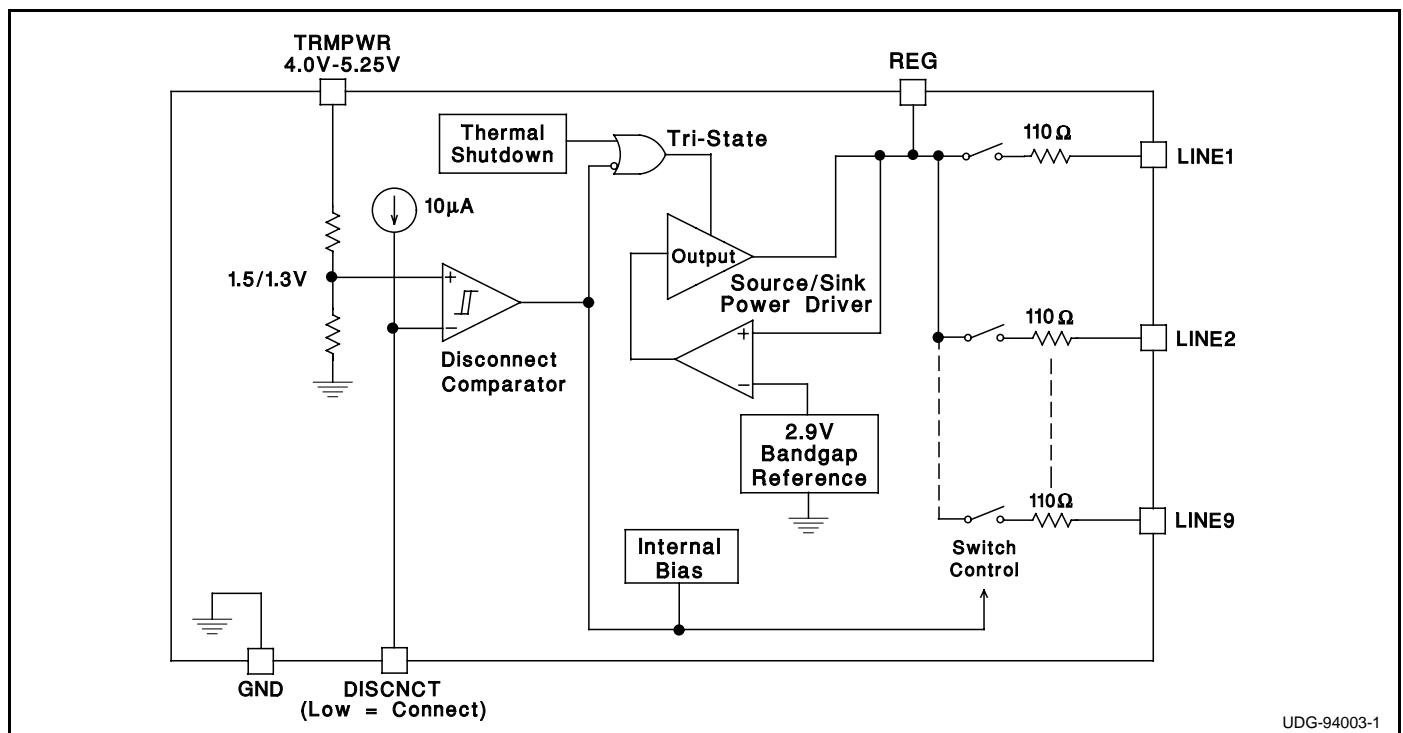 TRMPWR
4.0V-5.25V
REG
Thermal
Shutdown
Tri-State
110Ω
LINE1
10µA
Output
1.5/1.3V
+
−
Source/Sink
Power Driver
Disconnect
Comparator
+
−
110Ω
LINE2
2.9V
Bandgap
Reference
110Ω
LINE9
Internal
Bias
Switch
Control
GND
DISCNCT
(Low = Connect)
UDG-94003-1